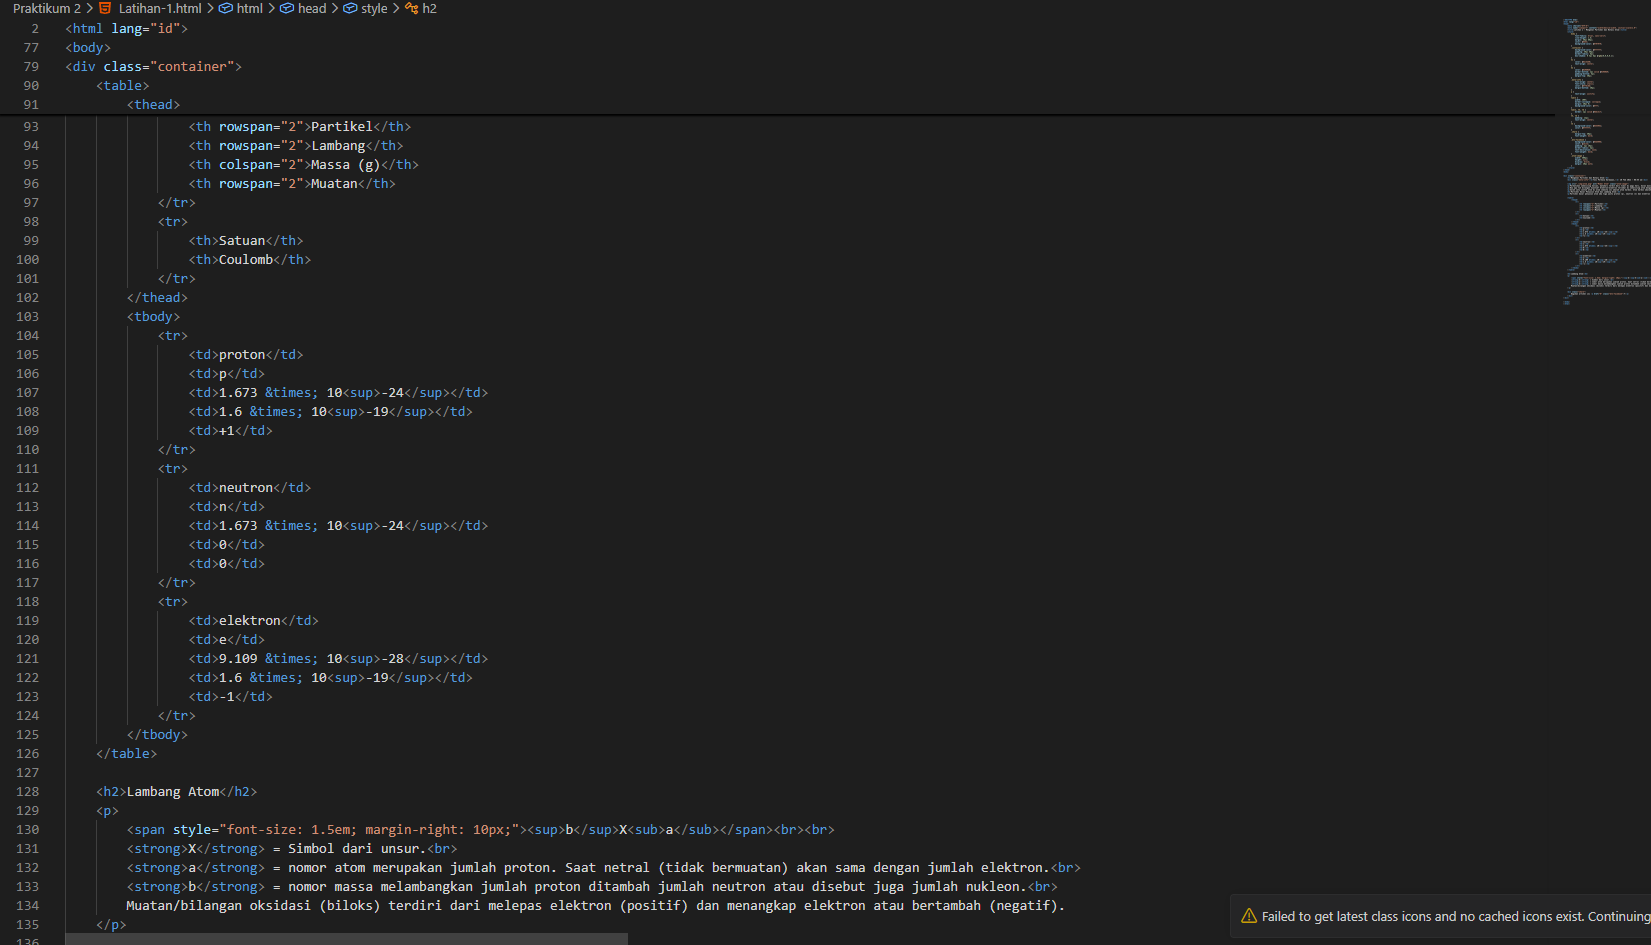 Praktikum 2 > Latihan-1.html > html > head > style > h2
2 <html lang="id">
77 <body>
79 <div class="container">
90 <table>
91 <thead>
93 <th rowspan="2">Partikel</th>
94 <th rowspan="2">Lambang</th>
95 <th colspan="2">Massa (g)</th>
96 <th rowspan="2">Muatan</th>
97 </tr>
98 <tr>
99 <th>Satuan</th>
100 <th>Coulomb</th>
101 </tr>
102 </thead>
103 <tbody>
104 <tr>
105 <td>proton</td>
106 <td>p</td>
107 <td>1.673 &times; 10<sup>-24</sup></td>
108 <td>1.6 &times; 10<sup>-19</sup></td>
109 <td>+1</td>
110 </tr>
111 <tr>
112 <td>neutron</td>
113 <td>n</td>
114 <td>1.673 &times; 10<sup>-24</sup></td>
115 <td>0</td>
116 <td>0</td>
117 </tr>
118 <tr>
119 <td>elektron</td>
120 <td>e</td>
121 <td>9.109 &times; 10<sup>-28</sup></td>
122 <td>1.6 &times; 10<sup>-19</sup></td>
123 <td>-1</td>
124 </tr>
125 </tbody>
126 </table>
127
128 <h2>Lambang Atom</h2>
129 <p>
130 <span style="font-size: 1.5em; margin-right: 10px;"><sup>b</sup>X<sub>a</sub></span><br><br>
131 <strong>X</strong> = Simbol dari unsur.<br>
132 <strong>a</strong> = nomor atom merupakan jumlah proton. Saat netral (tidak bermuatan) akan sama dengan jumlah elektron.<br>
133 <strong>b</strong> = nomor massa melambangkan jumlah proton ditambah jumlah neutron atau disebut juga jumlah nukleon.<br>
134 Muatan/bilangan oksidasi (biloks) terdiri dari melepas elektron (positif) dan menangkap elektron atau bertambah (negatif).
135 </p>
136
Failed to get latest class icons and no cached icons exist. Continuing